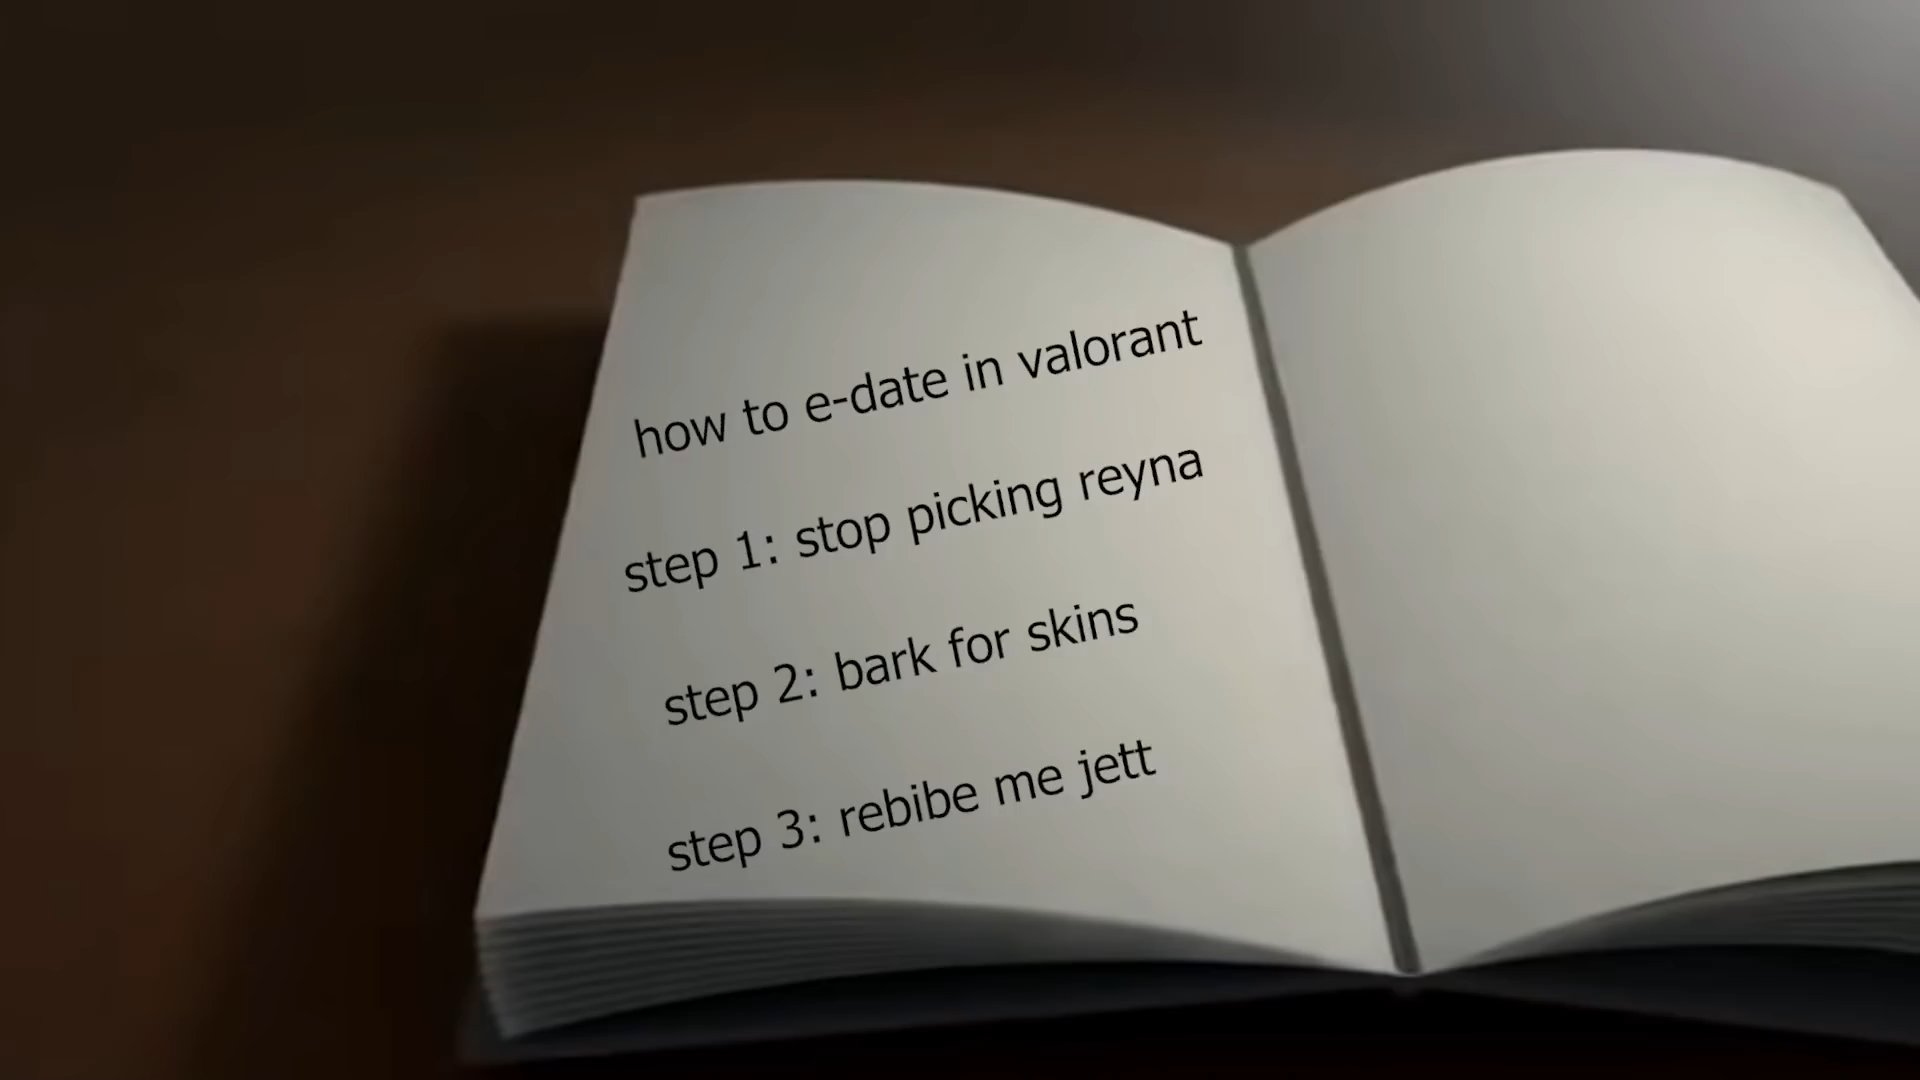 how to e-date in valorant
step 1: stop picking reyna
step 2: bark for skins
step 3: rebibe me jett